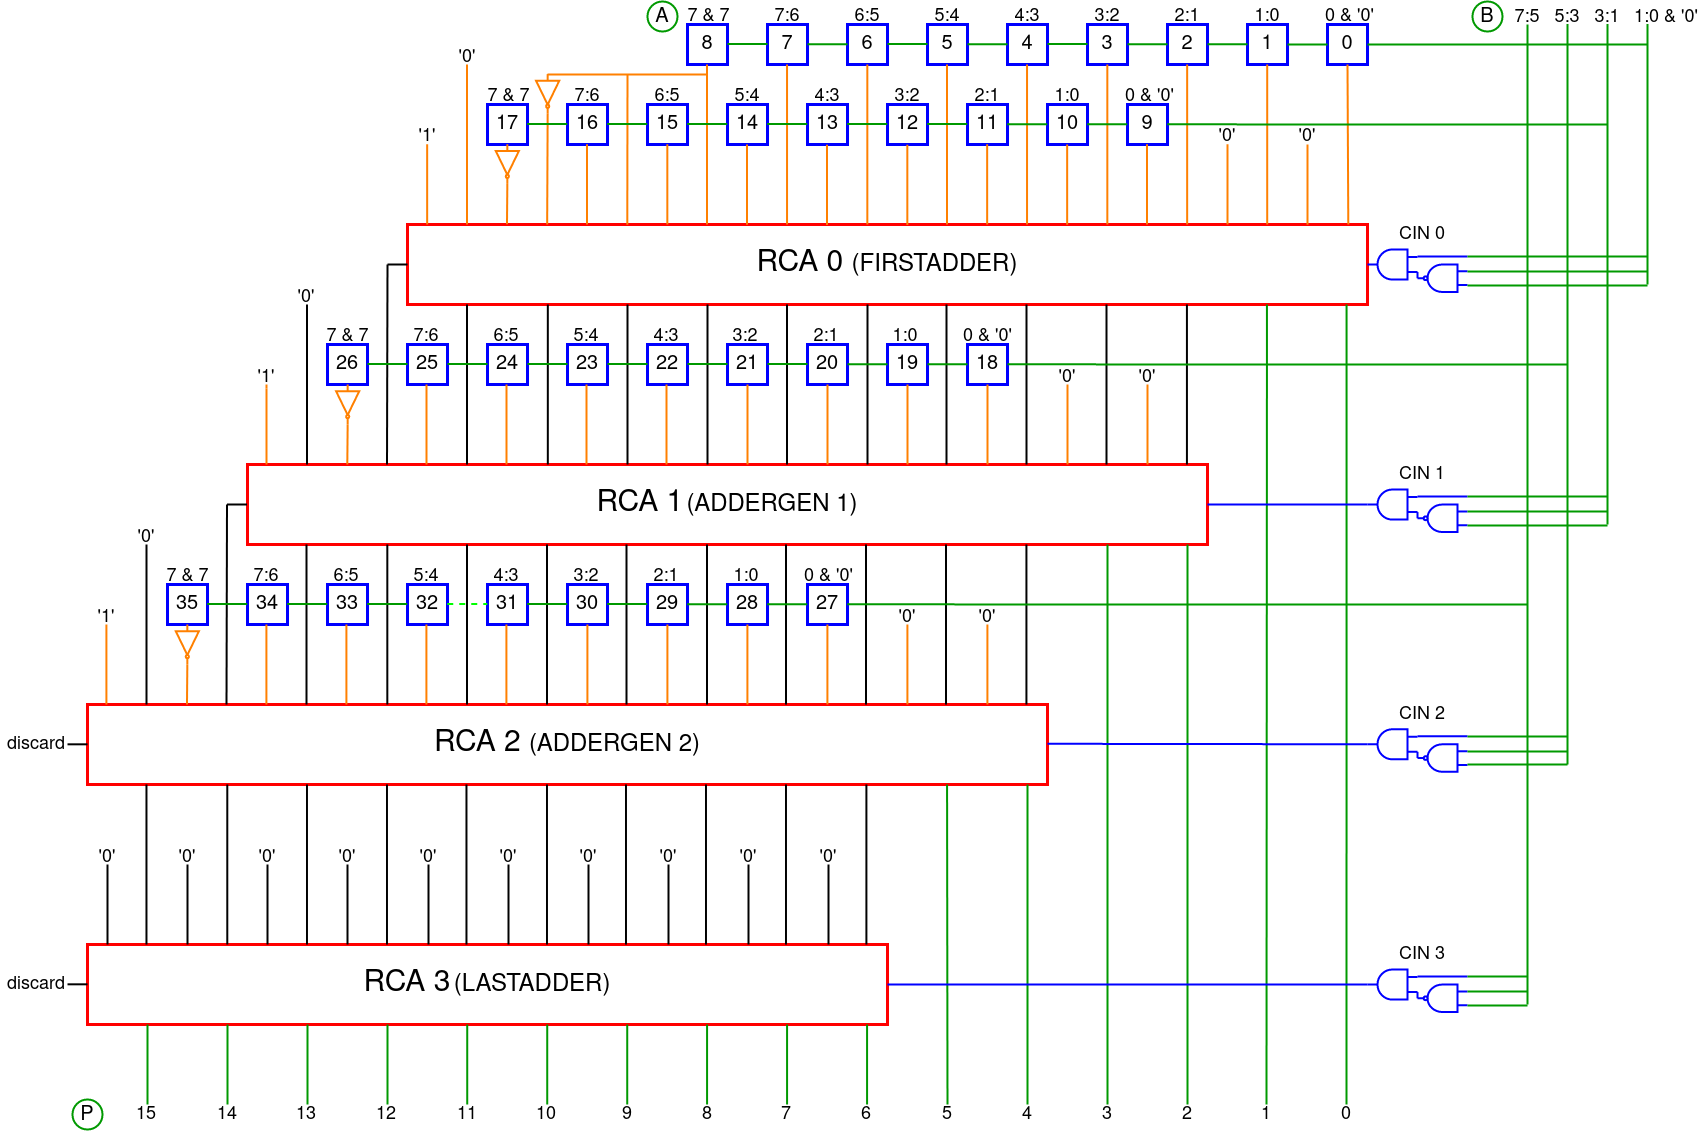 A 7 & 7 7:6 6:5 5:4 4:3 3:2 2:1 1:0 0 & '0' B 7:5 5:3 3:1 1:0 & '0'
8 7 6 5 4 3 2 1 0
'0'
7 & 7 7:6 6:5 5:4 4:3 3:2 2:1 1:0 0 & '0'
17 16 15 14 13 12 11 10 9
'1' '0' '0'
CIN 0
RCA 0 (FIRSTADDER)
'0'
7 & 7 7:6 6:5 5:4 4:3 3:2 2:1 1:0 0 & '0'
26 25 24 23 22 21 20 19 18
'1' '0' '0'
CIN 1
RCA 1 (ADDERGEN 1)
'0'
7 & 7 7:6 6:5 5:4 4:3 3:2 2:1 1:0 0 & '0'
35 34 33 32 31 30 29 28 27
'1' '0' '0'
CIN 2
discard RCA 2 (ADDERGEN 2)
'0' '0' '0' '0' '0' '0' '0' '0' '0' '0'
CIN 3
discard RCA 3 (LASTADDER)
P 15 14 13 12 11 10 9 8 7 6 5 4 3 2 1 0